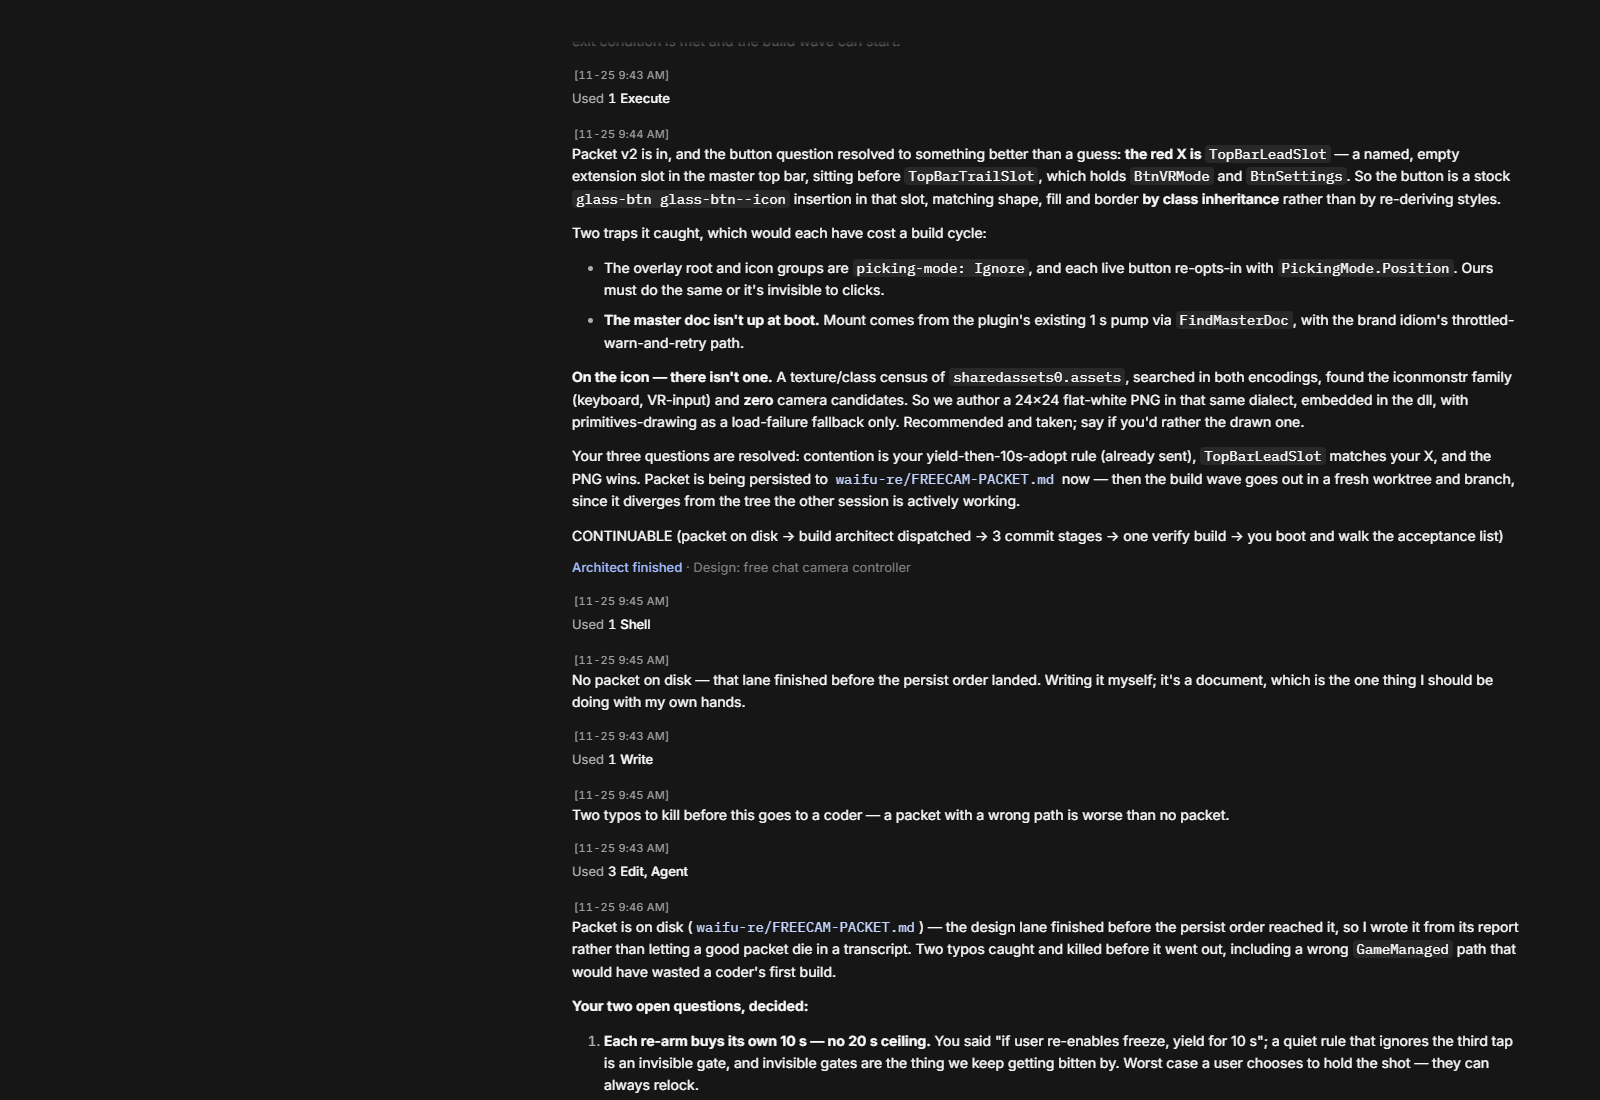 exit condition is met and the build wave can start.
[11-25 9:43 AM]
Used 1 Execute
[11-25 9:44 AM]
Packet v2 is in, and the button question resolved to something better than a guess: the red X is TopBarLeadSlot — a named, empty
extension slot in the master top bar, sitting before TopBarTrailSlot, which holds BtnVRMode and BtnSettings. So the button is a stock
glass-btn glass-btn--icon insertion in that slot, matching shape, fill and border by class inheritance rather than by re-deriving styles.
Two traps it caught, which would each have cost a build cycle:
• The overlay root and icon groups are picking-mode: Ignore, and each live button re-opts-in with PickingMode.Position. Ours
must do the same or it's invisible to clicks.
• The master doc isn't up at boot. Mount comes from the plugin's existing 1 s pump via FindMasterDoc, with the brand idiom's throttled-
warn-and-retry path.
On the icon — there isn't one. A texture/class census of sharedassets0.assets, searched in both encodings, found the iconmonstr family
(keyboard, VR-input) and zero camera candidates. So we author a 24×24 flat-white PNG in that same dialect, embedded in the dll, with
primitives-drawing as a load-failure fallback only. Recommended and taken; say if you'd rather the drawn one.
Your three questions are resolved: contention is your yield-then-10s-adopt rule (already sent), TopBarLeadSlot matches your X, and the
PNG wins. Packet is being persisted to waifu-re/FREECAM-PACKET.md now — then the build wave goes out in a fresh worktree and branch,
since it diverges from the tree the other session is actively working.
CONTINUABLE (packet on disk → build architect dispatched → 3 commit stages → one verify build → you boot and walk the acceptance list)
Architect finished · Design: free chat camera controller
[11-25 9:45 AM]
Used 1 Shell
[11-25 9:45 AM]
No packet on disk — that lane finished before the persist order landed. Writing it myself; it's a document, which is the one thing I should be
doing with my own hands.
[11-25 9:43 AM]
Used 1 Write
[11-25 9:45 AM]
Two typos to kill before this goes to a coder — a packet with a wrong path is worse than no packet.
[11-25 9:43 AM]
Used 3 Edit, Agent
[11-25 9:46 AM]
Packet is on disk (waifu-re/FREECAM-PACKET.md) — the design lane finished before the persist order reached it, so I wrote it from its report
rather than letting a good packet die in a transcript. Two typos caught and killed before it went out, including a wrong GameManaged path that
would have wasted a coder's first build.
Your two open questions, decided:
1. Each re-arm buys its own 10 s — no 20 s ceiling. You said "if user re-enables freeze, yield for 10 s"; a quiet rule that ignores the third tap
is an invisible gate, and invisible gates are the thing we keep getting bitten by. Worst case a user chooses to hold the shot — they can
always relock.